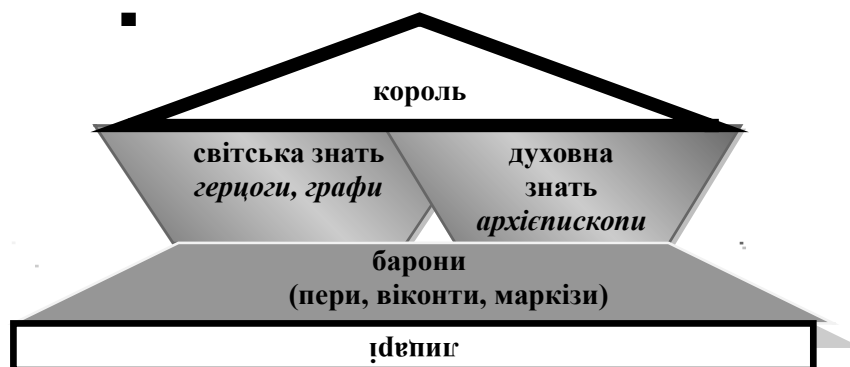 король
світська знать
герцоги, графи
духовна
знать
архієпископи
барони
(пери, віконти, маркізи)
лицарі